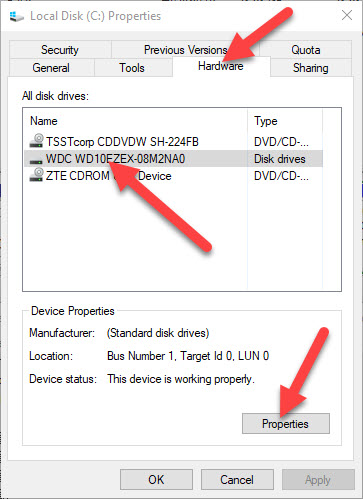 Local Disk (C:) Properties
Security Previous Versions Quota
General Tools Hardware Sharing
All disk drives:
Name Type
TSSTcorp CDDVDW SH-224FB DVD/CD-...
WDC WD10EZEX-08M2NA0 Disk drives
ZTE CDROM Device DVD/CD-...
Device Properties
Manufacturer: (Standard disk drives)
Location: Bus Number 1, Target Id 0, LUN 0
Device status: This device is working properly.
Properties
OK Cancel Apply